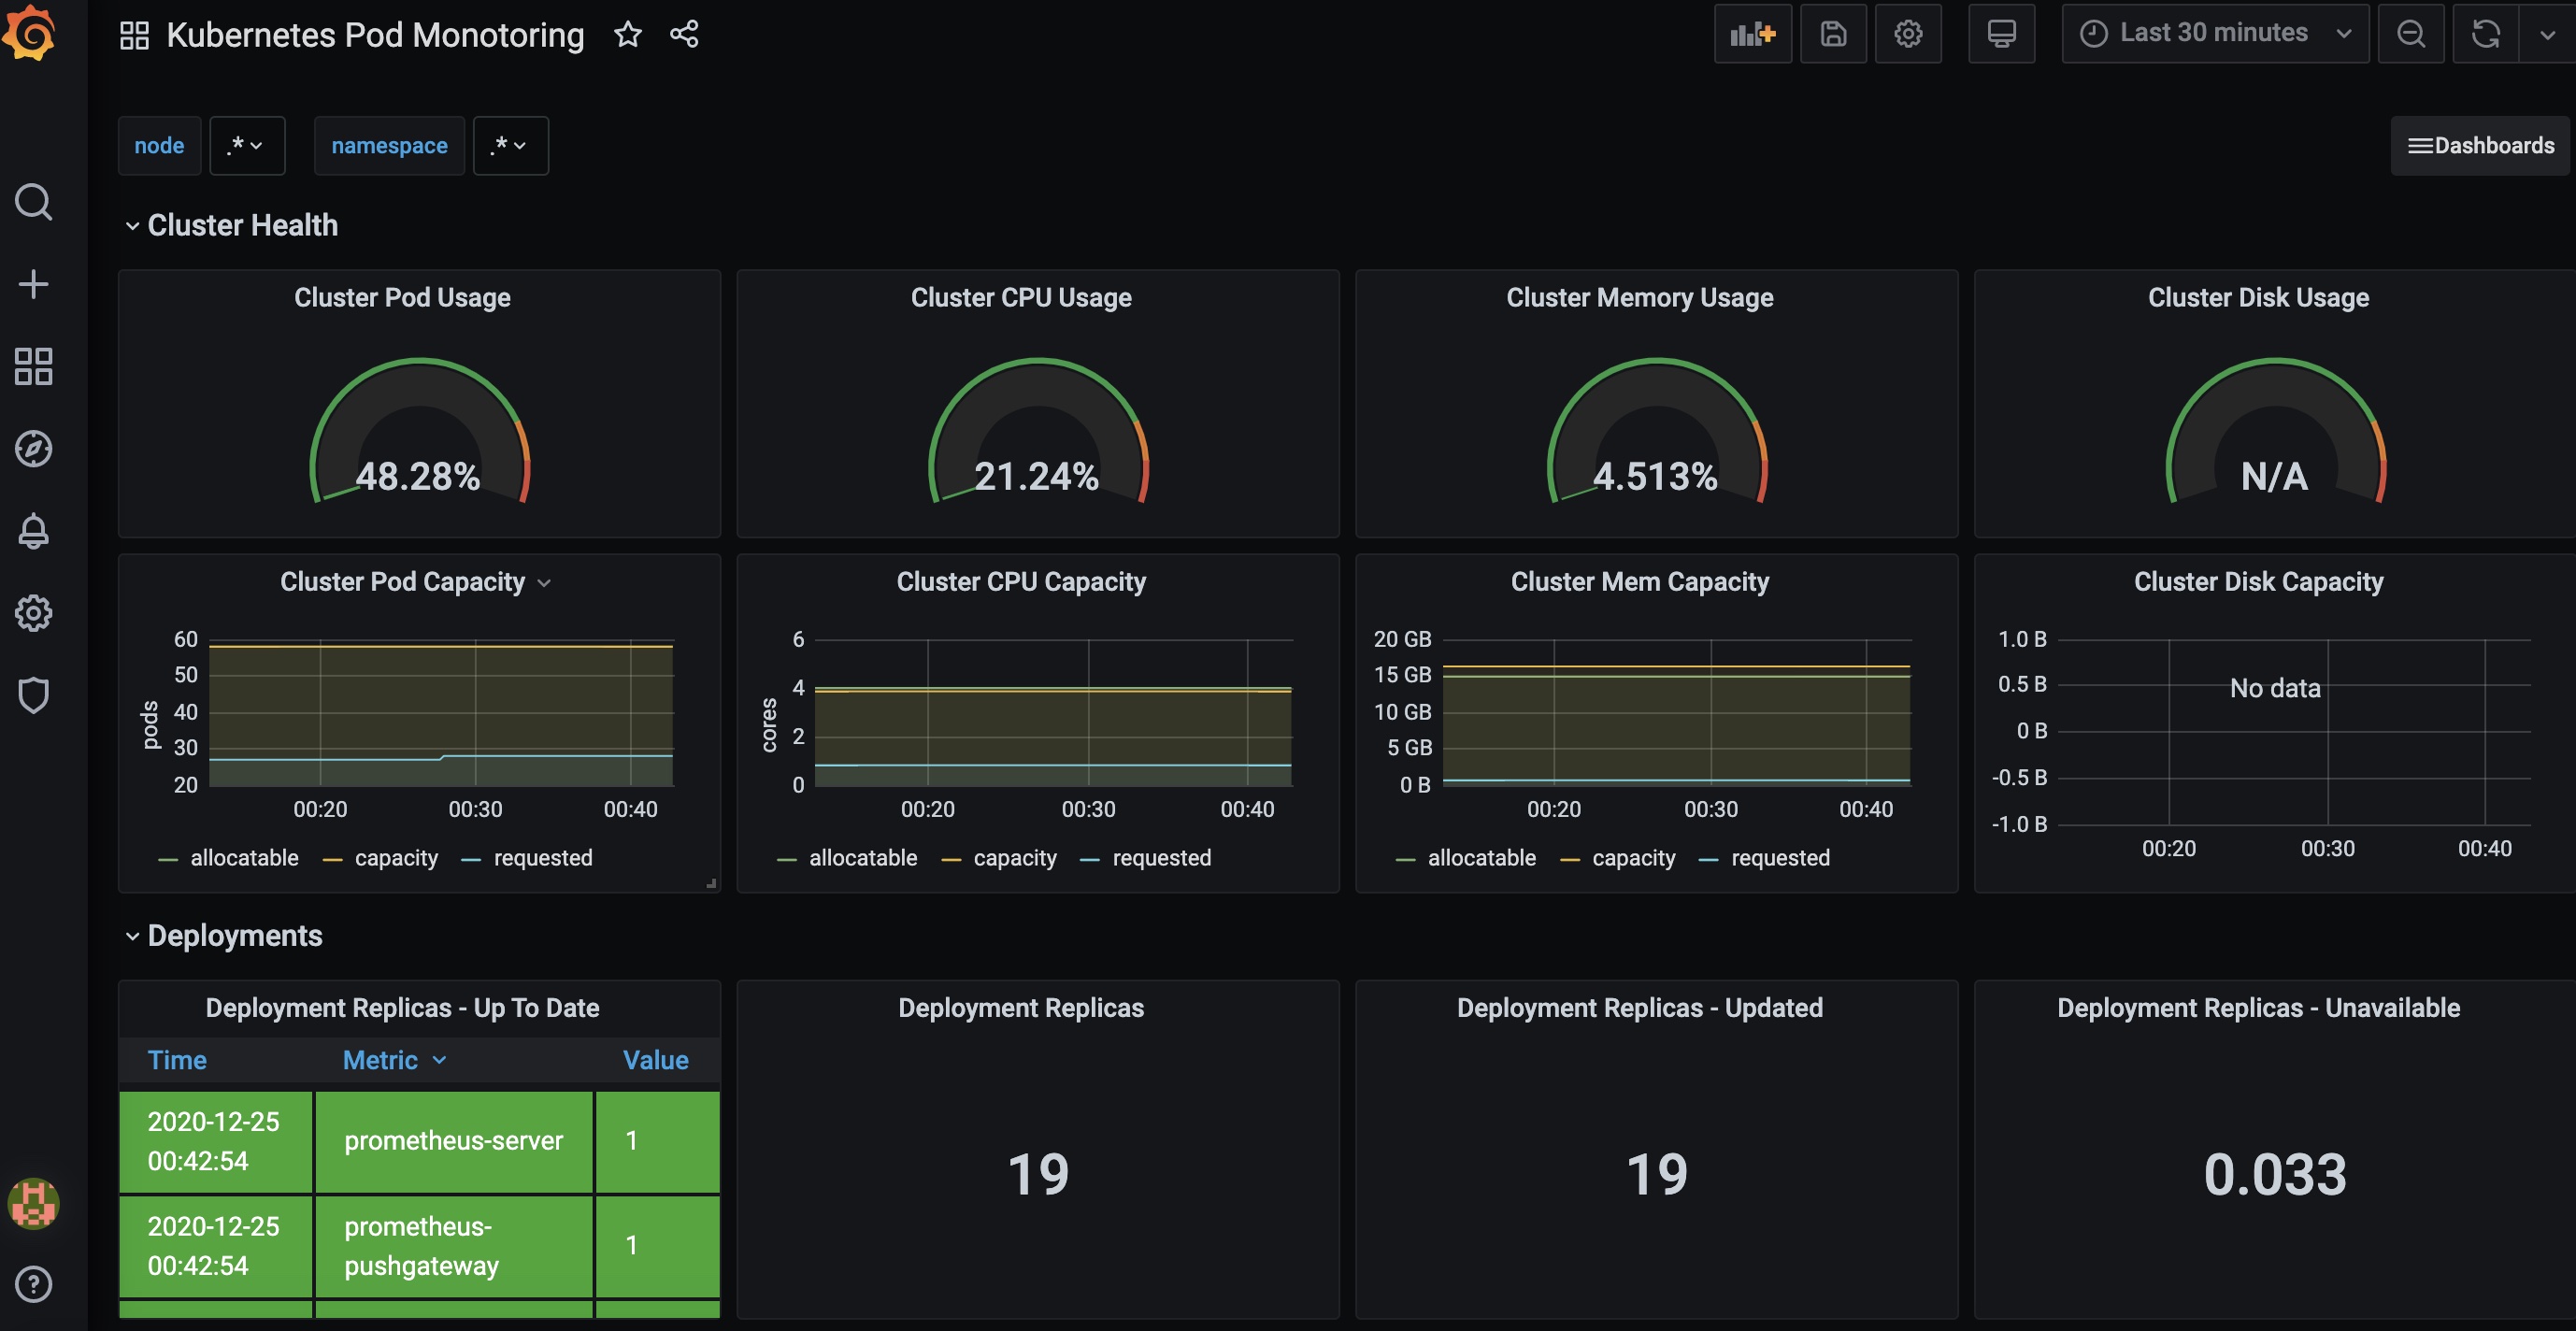 Kubernetes Pod Monotoring
Last 30 minutes
node .* namespace .*
Dashboards
Cluster Health
Cluster Pod Usage
48.28%
Cluster CPU Usage
21.24%
Cluster Memory Usage
4.513%
Cluster Disk Usage
N/A
Cluster Pod Capacity
60
50
40
30
20
pods
00:20 00:30 00:40
allocatable capacity requested
Cluster CPU Capacity
6
4
2
0
cores
00:20 00:30 00:40
allocatable capacity requested
Cluster Mem Capacity
20 GB
15 GB
10 GB
5 GB
0 B
00:20 00:30 00:40
allocatable capacity requested
Cluster Disk Capacity
1.0 B
0.5 B
0 B
-0.5 B
-1.0 B
No data
00:20 00:30 00:40
Deployments
Deployment Replicas - Up To Date
Time Metric Value
2020-12-25
00:42:54
prometheus-server
1
2020-12-25
00:42:54
prometheus-
pushgateway
1
Deployment Replicas
19
Deployment Replicas - Updated
19
Deployment Replicas - Unavailable
0.033